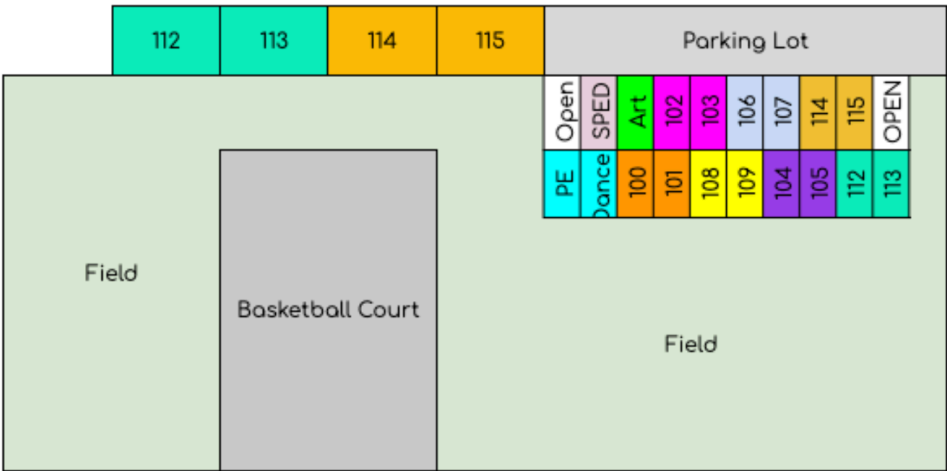 112 113 114 115 Parking Lot
Open SPED Art 102 103 106 107 114 115 OPEN
PE Dance 100 101 108 109 104 105 112 113
Field
Basketball Court
Field